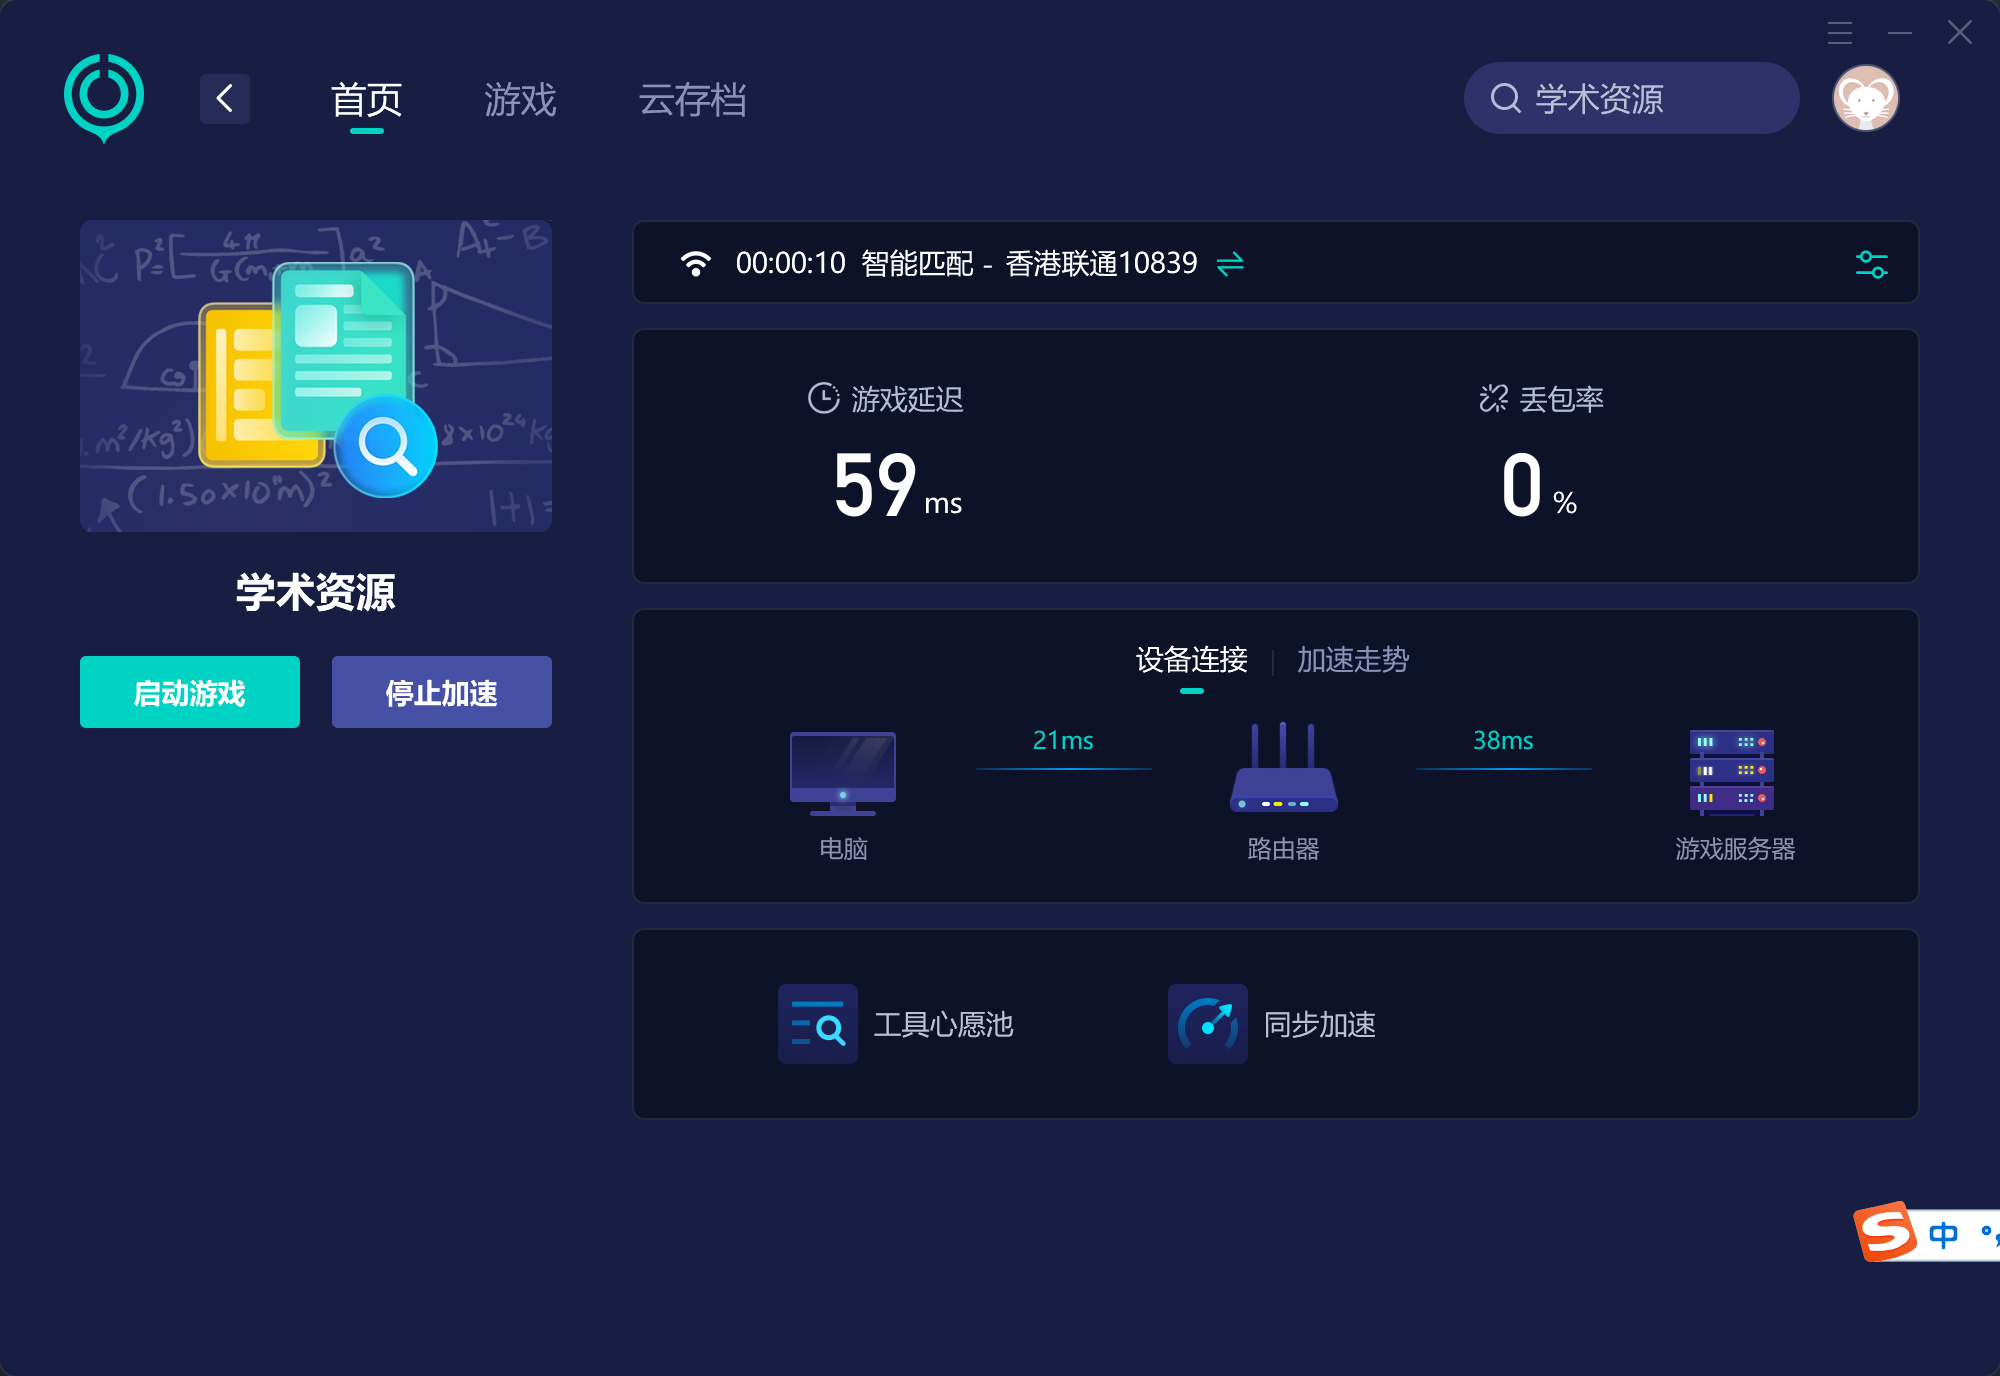 首页
游戏
云存档
学术资源
00:00:10 智能匹配 - 香港联通10839
游戏延迟
59 ms
丢包率
0 %
学术资源
启动游戏
停止加速
设备连接
加速走势
21ms
38ms
电脑
路由器
游戏服务器
工具心愿池
同步加速
中